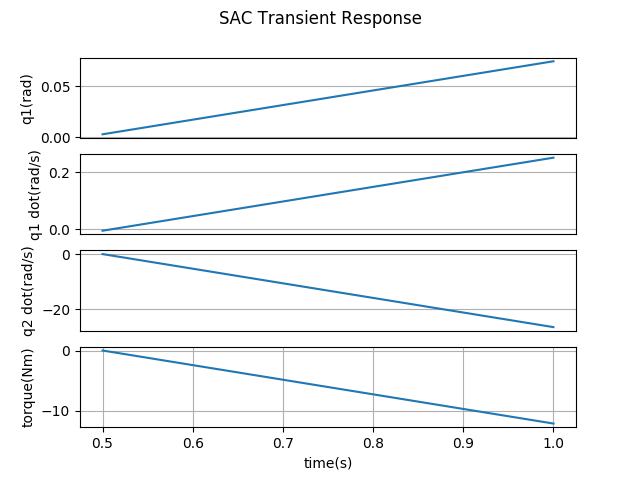 SAC Transient Response
q1(rad)
0.05
0.00
q1 dot(rad/s)
0.2
0.0
q2 dot(rad/s)
0
−20
torque(Nm)
0
−10
0.5 0.6 0.7 0.8 0.9 1.0
time(s)